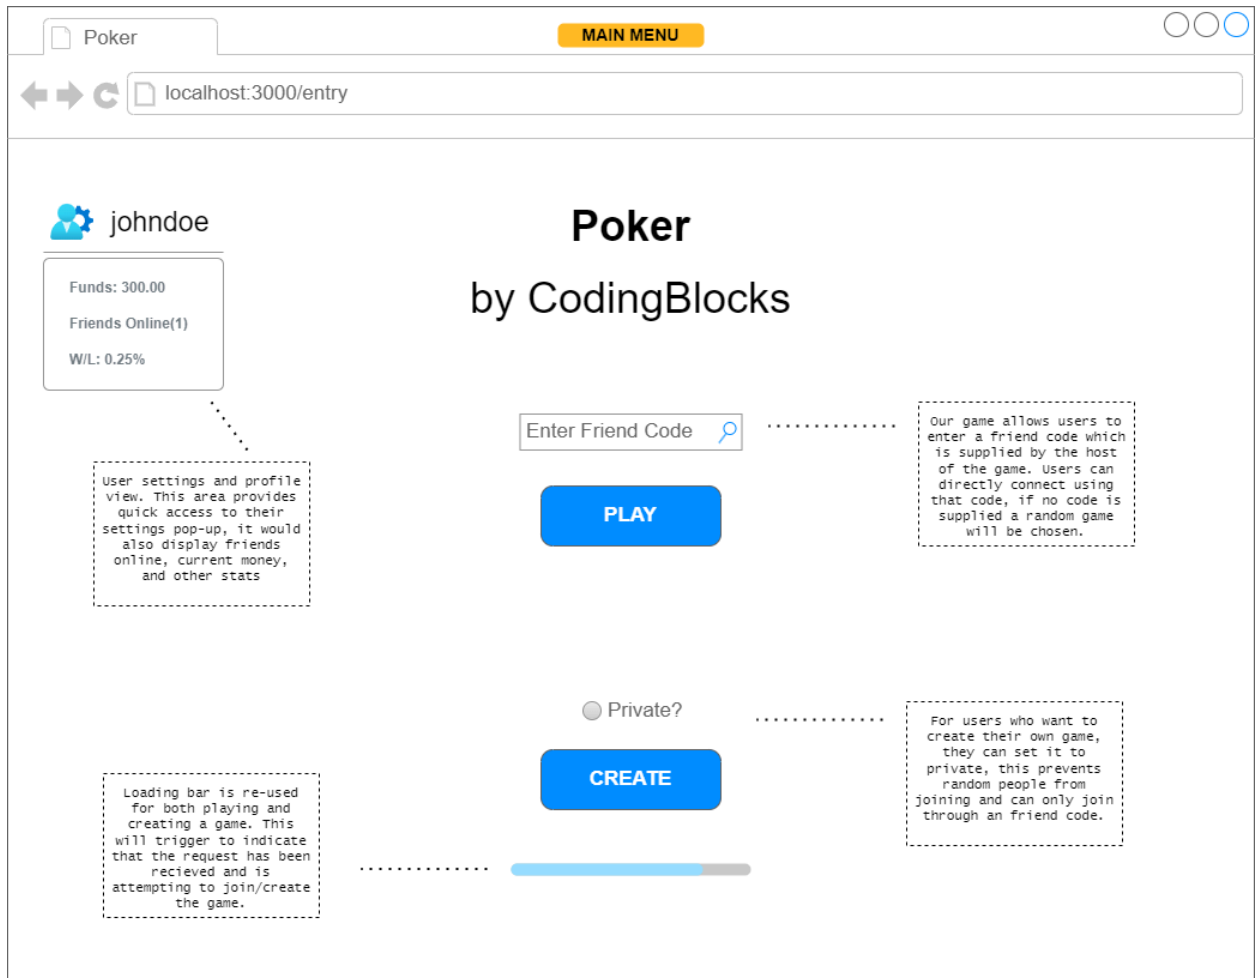 Poker
MAIN MENU
localhost:3000/entry
johndoe
Funds: 300.00
Friends Online(1)
W/L: 0.25%
Poker
by CodingBlocks
User settings and profile
view. This area provides
quick access to their
settings pop-up, it would
also display friends
online, current money,
and other stats
Enter Friend Code
PLAY
Our game allows users to
enter a friend code which
is supplied by the host
of the game. Users can
directly connect using
that code, if no code is
supplied a random game
will be chosen.
Private?
CREATE
For users who want to
create their own game,
they can set it to
private, this prevents
random people from
joining and can only join
through an friend code.
Loading bar is re-used
for both playing and
creating a game. This
will trigger to indicate
that the request has been
recieved and is
attempting to join/create
the game.